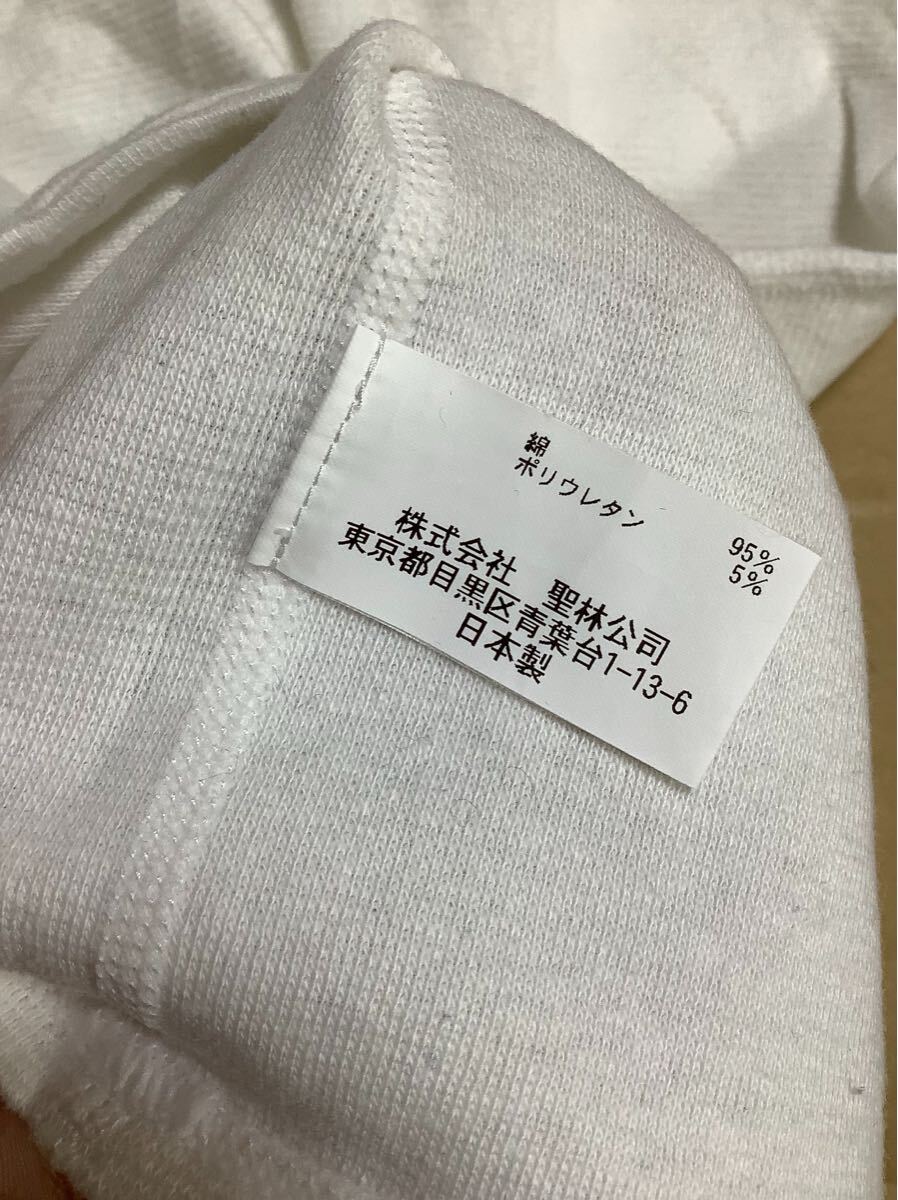 綿 95%
ポリウレタン 5%
株式会社 聖林公司
東京都目黒区青葉台1-13-6
日本製